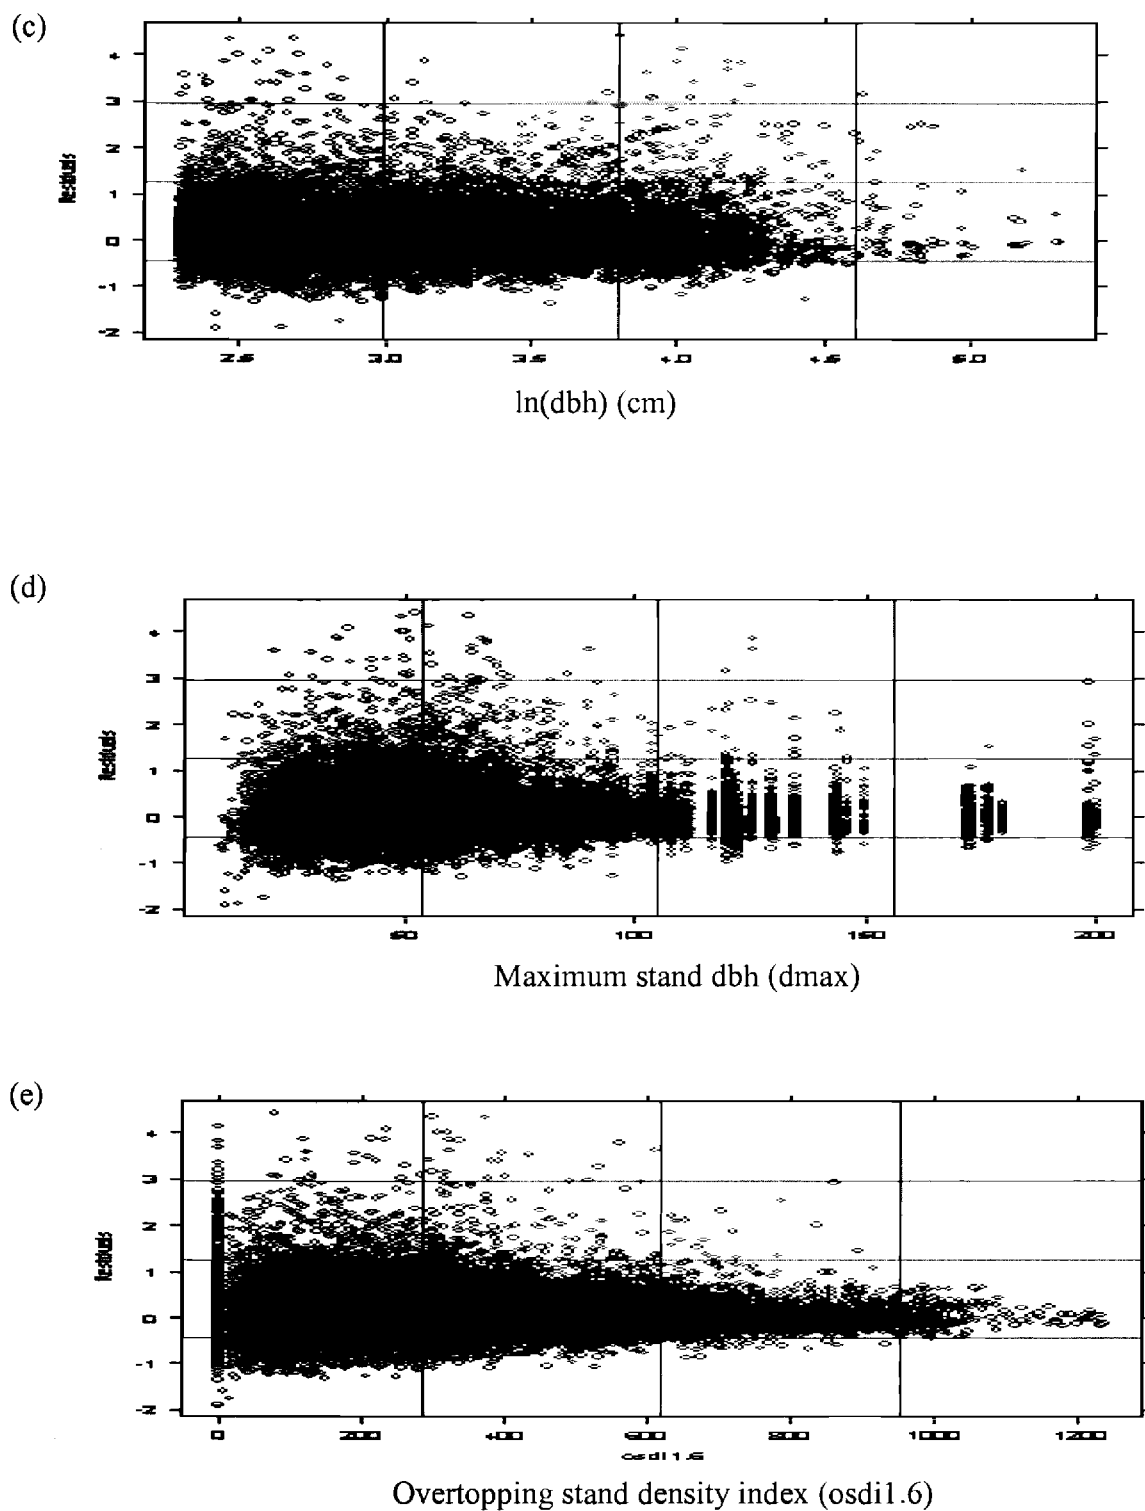 (c)
Residuals
4
3
2
1
0
-1
-2
2.5 3.0 3.5 4.0 4.5 5.0
ln(dbh) (cm)
(d)
Residuals
4
3
2
1
0
-1
-2
50 100 150 200
Maximum stand dbh (dmax)
(e)
Residuals
4
3
2
1
0
-1
-2
0 200 400 600 800 1000 1200
osdi1.6
Overtopping stand density index (osdi1.6)